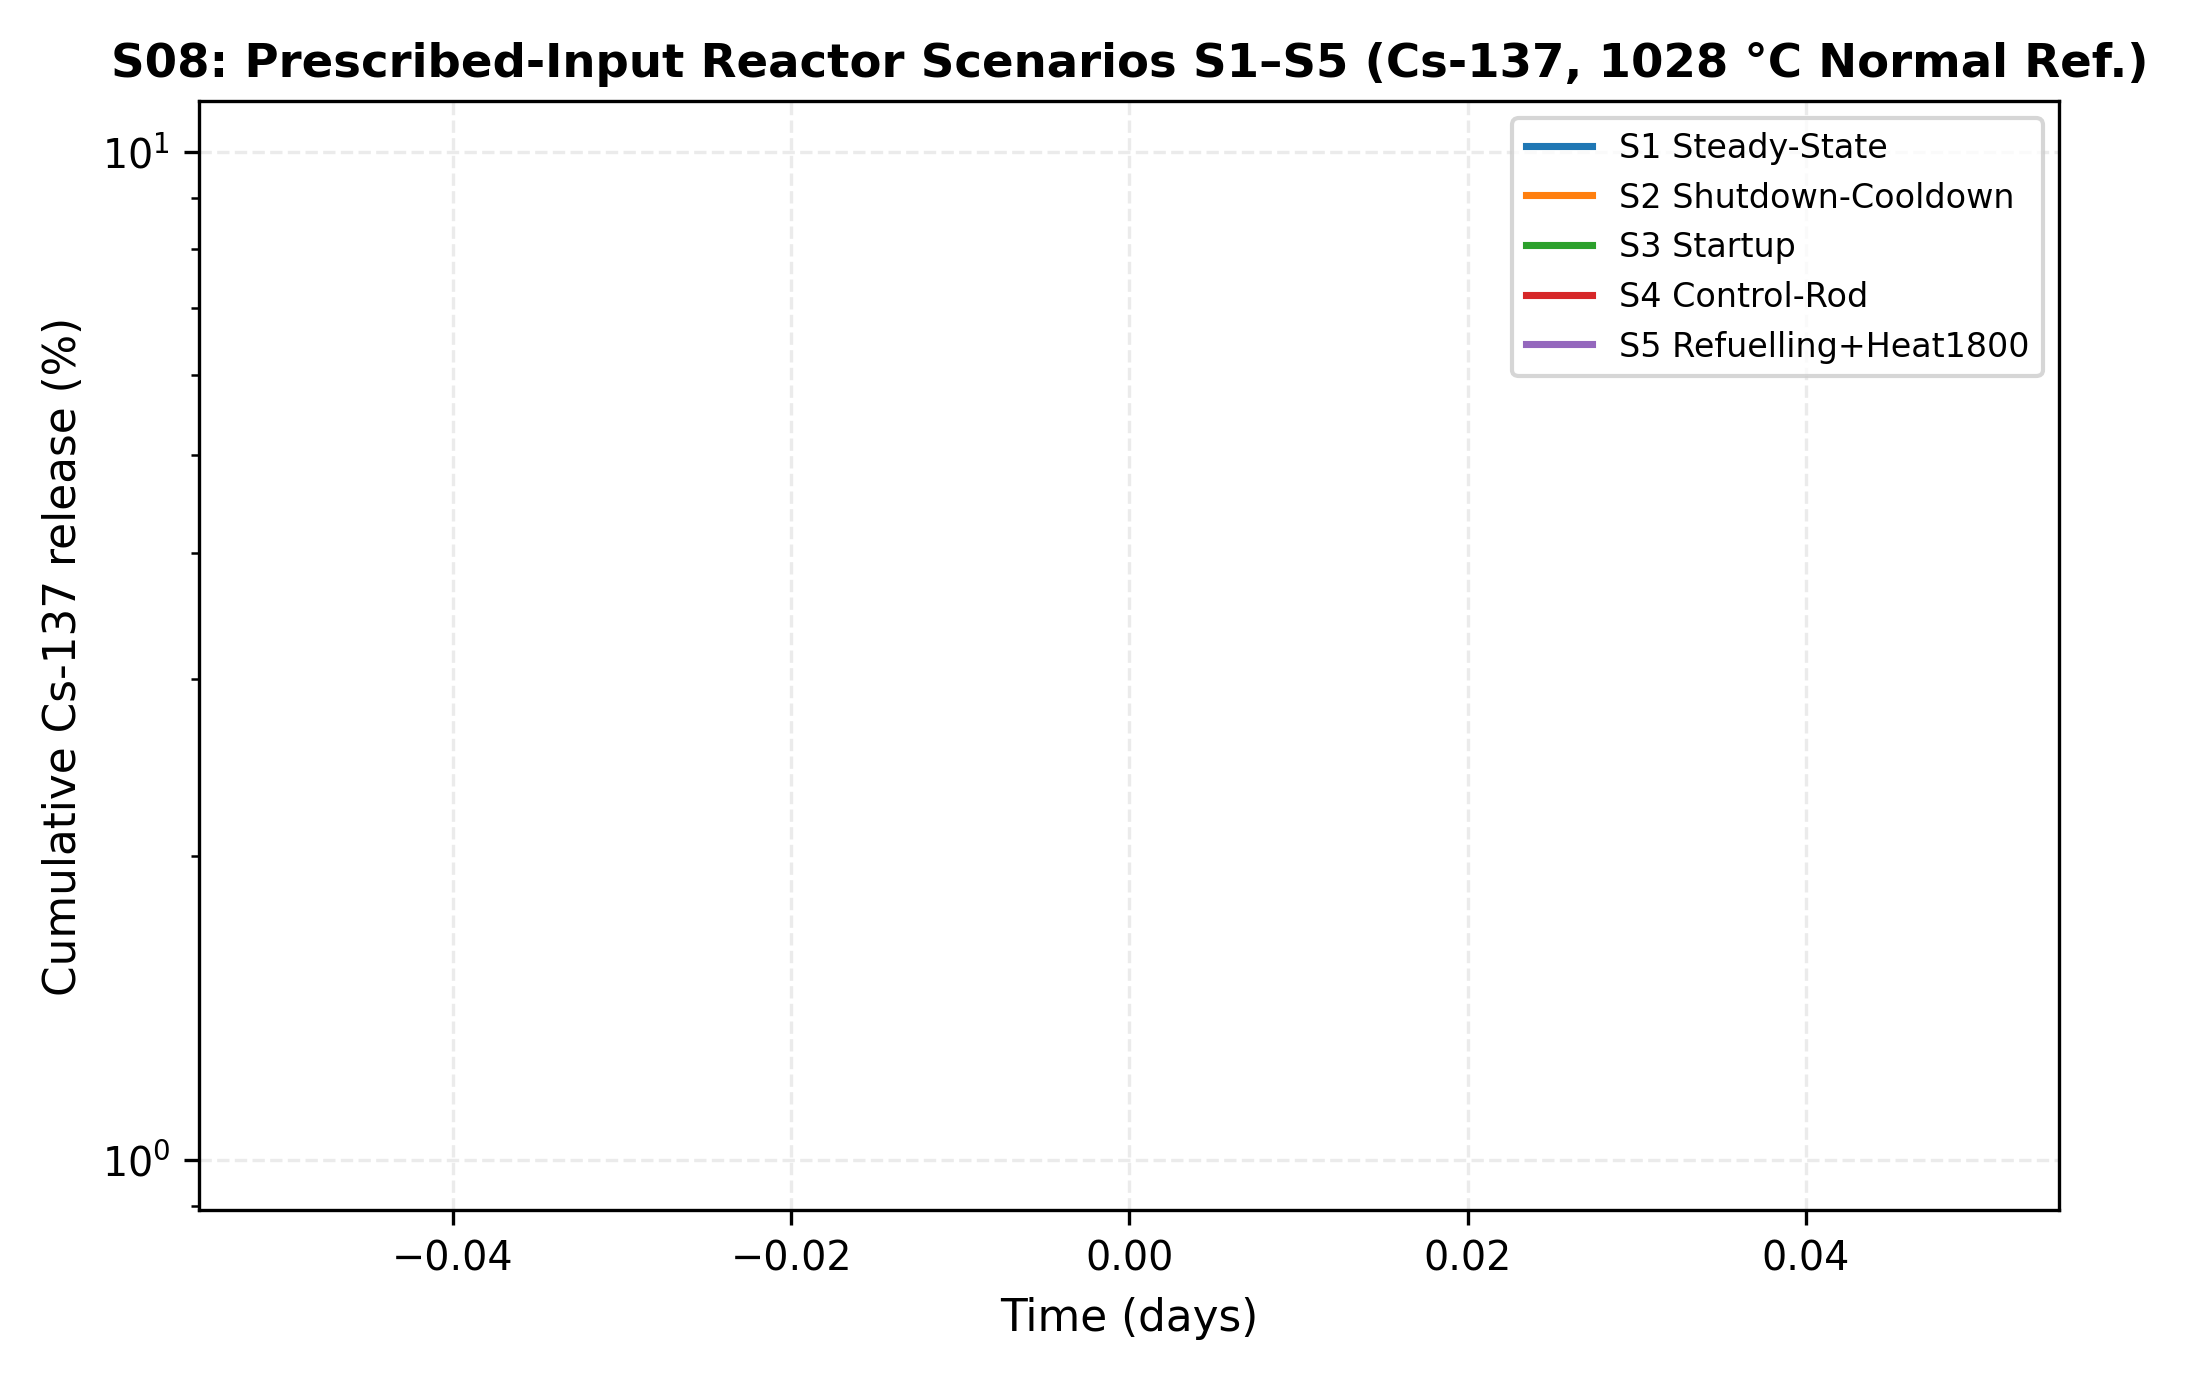 S08: Prescribed-Input Reactor Scenarios S1–S5 (Cs-137, 1028 °C Normal Ref.)
Cumulative Cs-137 release (%)
10¹
10⁰
S1 Steady-State
S2 Shutdown-Cooldown
S3 Startup
S4 Control-Rod
S5 Refuelling+Heat1800
−0.04 −0.02 0.00 0.02 0.04
Time (days)